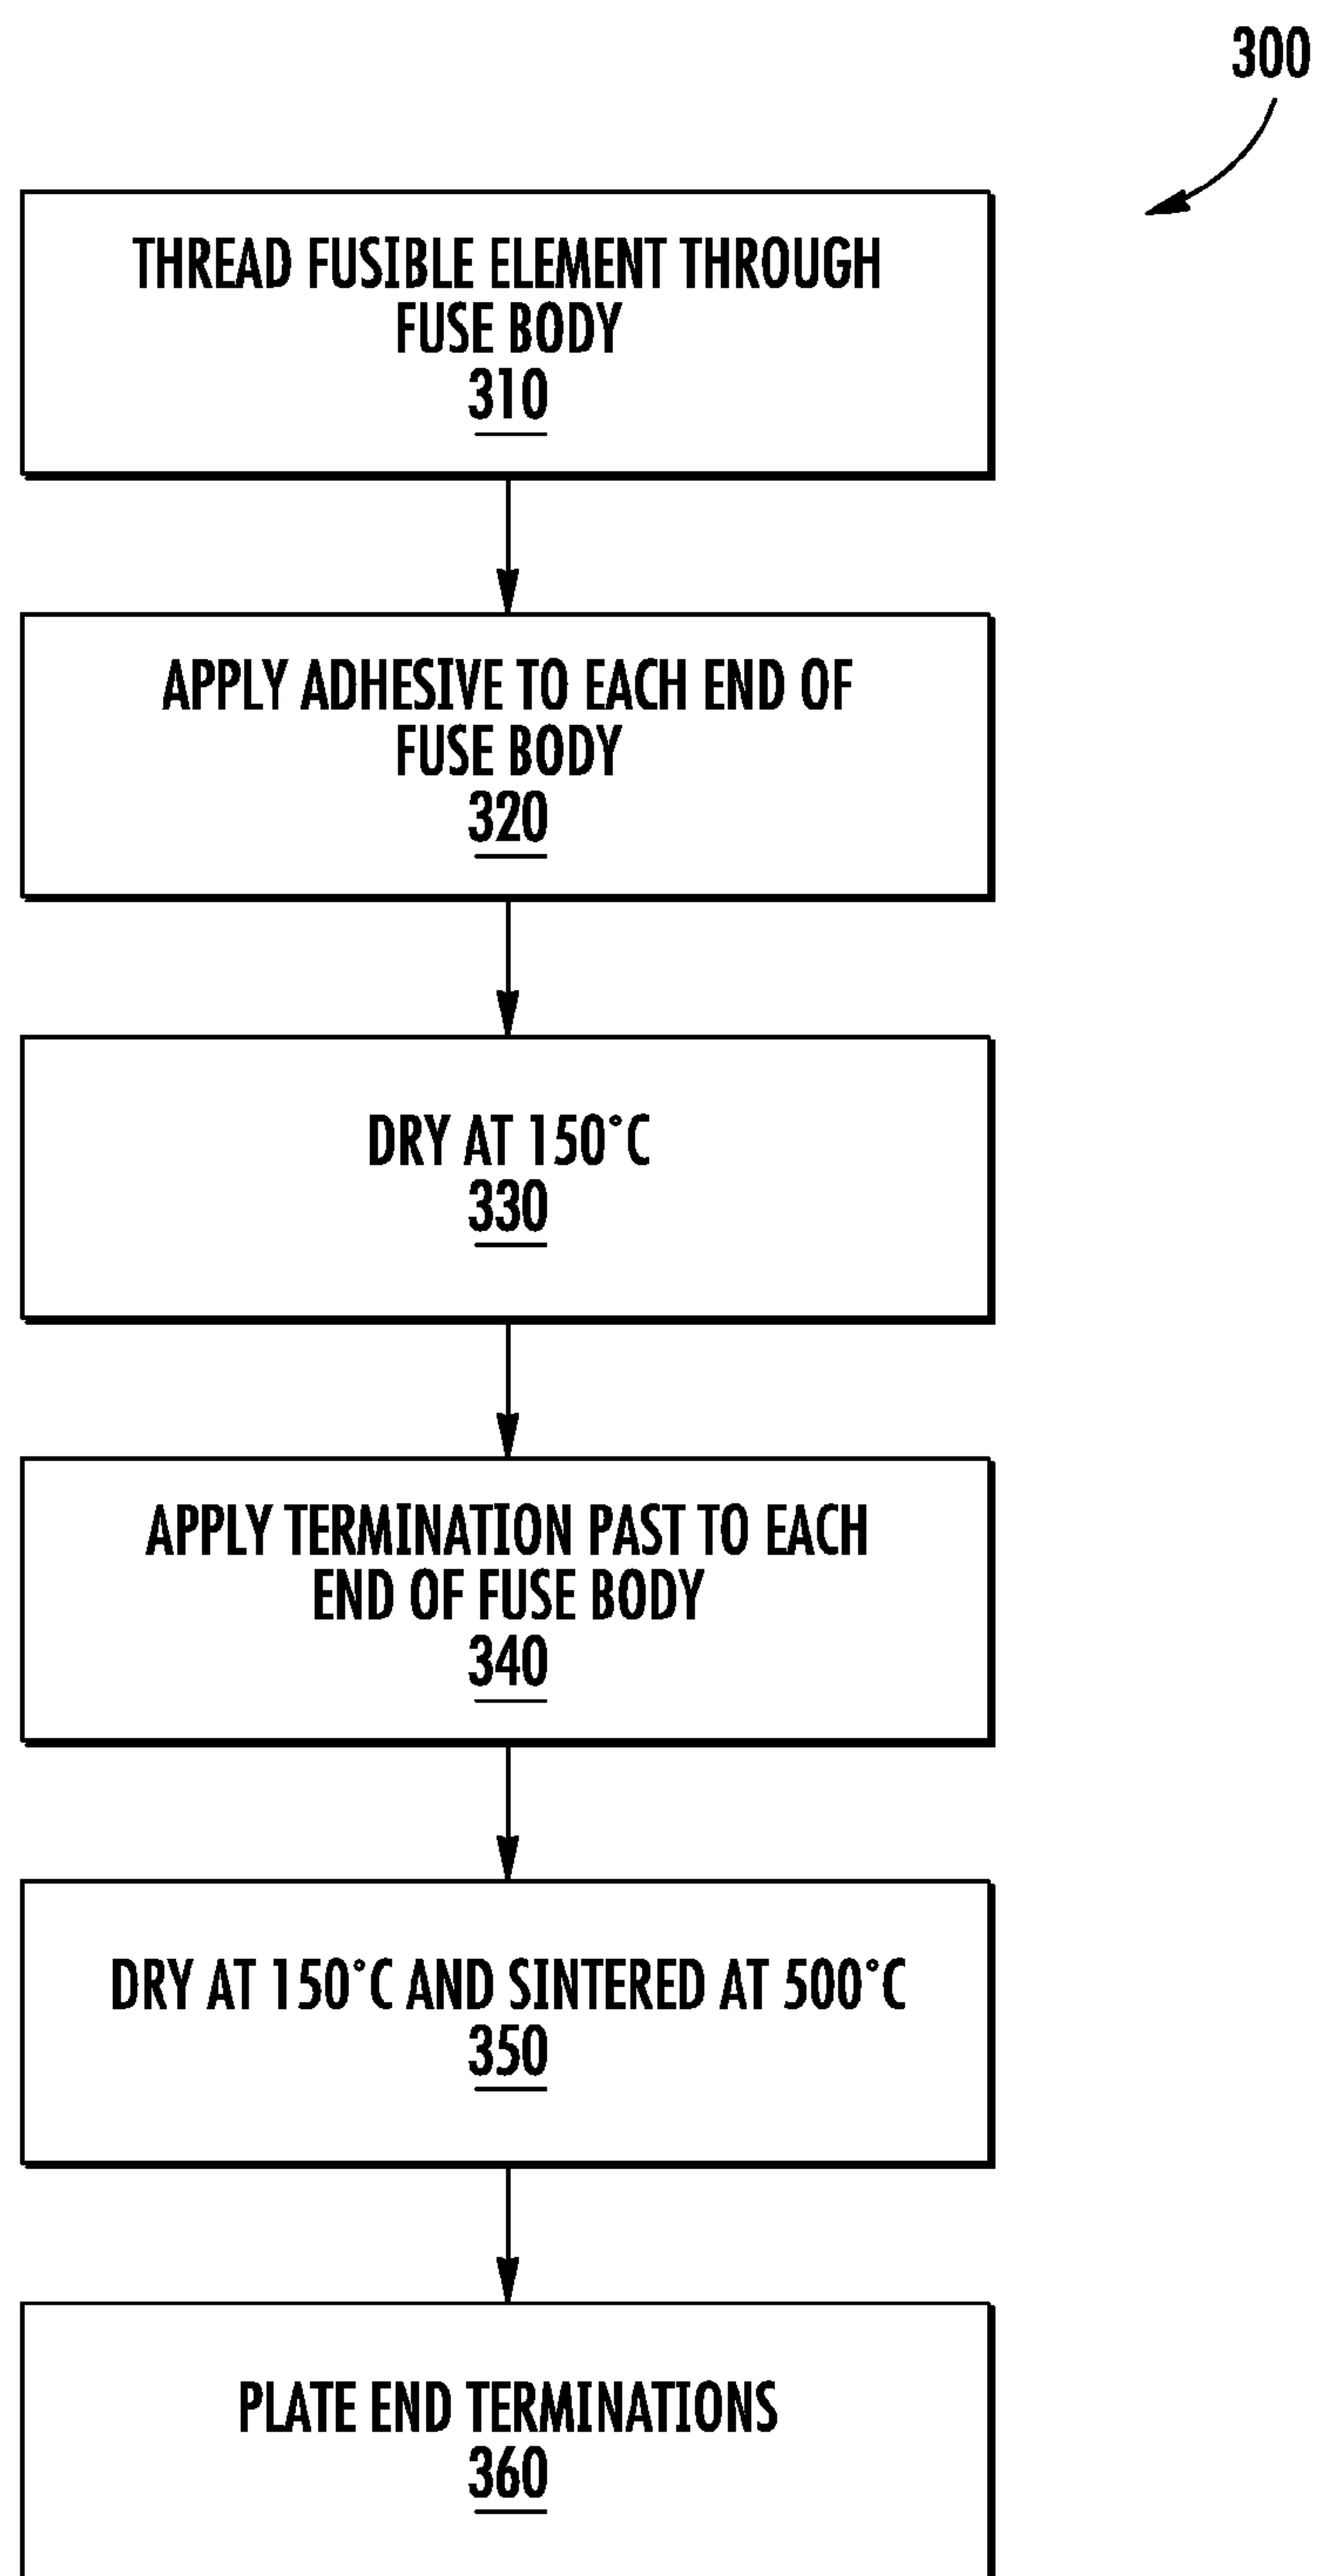 300
THREAD FUSIBLE ELEMENT THROUGH
FUSE BODY
310
APPLY ADHESIVE TO EACH END OF
FUSE BODY
320
DRY AT 150°C
330
APPLY TERMINATION PAST TO EACH
END OF FUSE BODY
340
DRY AT 150°C AND SINTERED AT 500°C
350
PLATE END TERMINATIONS
360